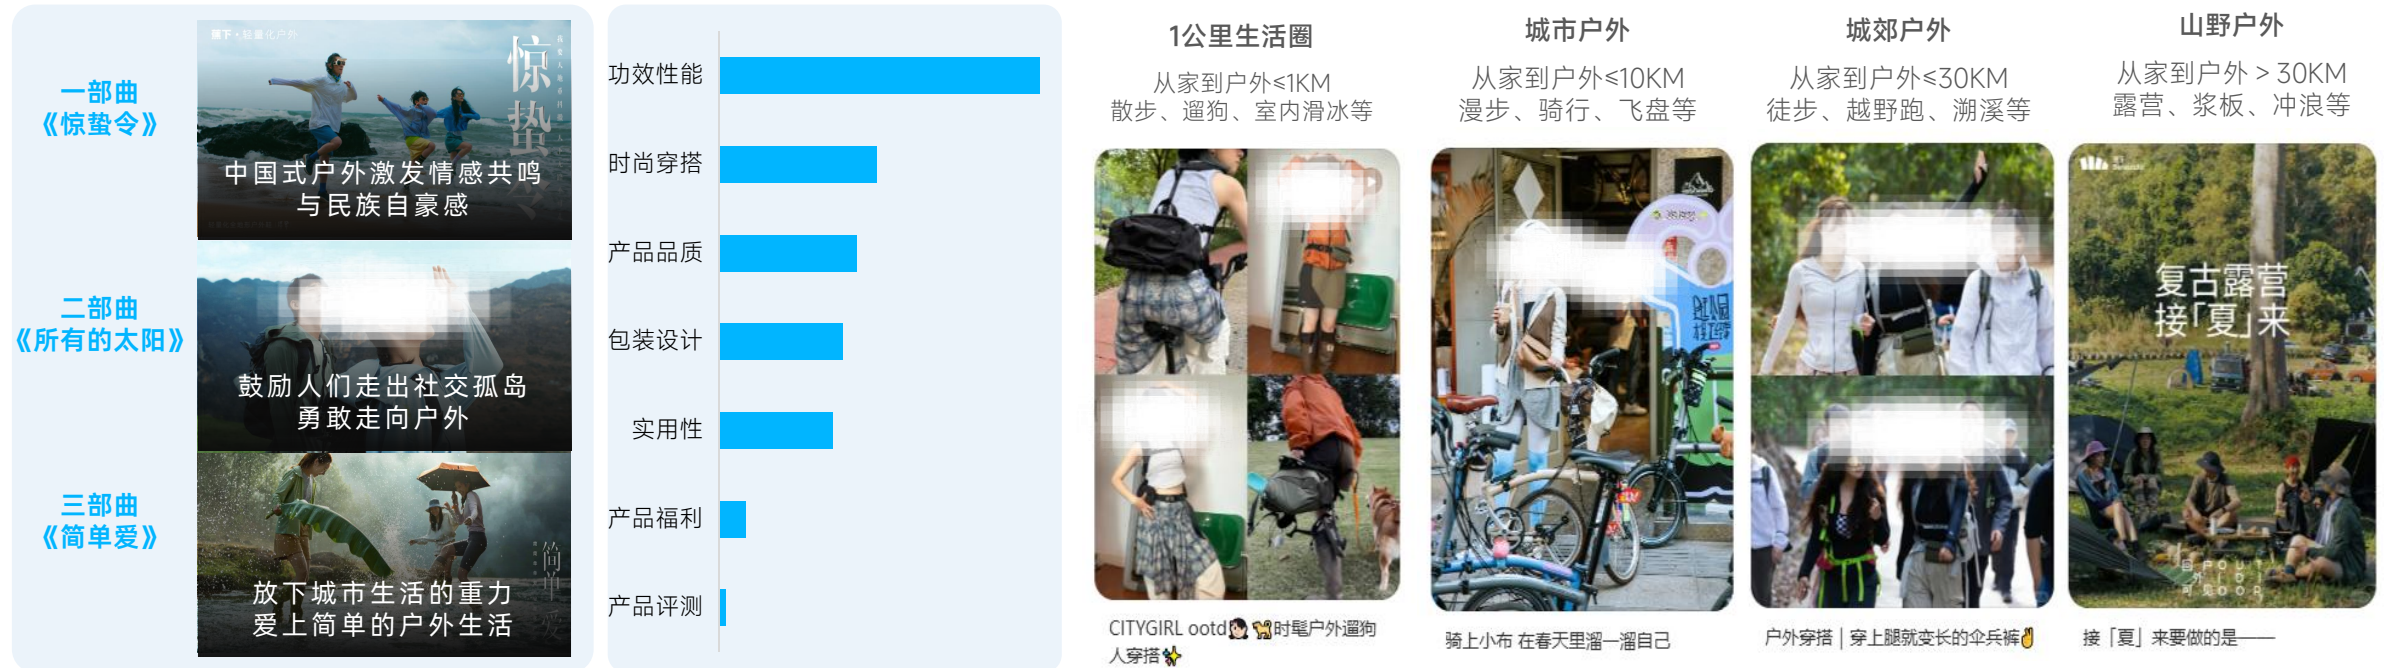 一部曲
《惊蛰令》
蕉下·轻量化户外
惊蛰令
中国式户外激发情感共鸣
与民族自豪感
二部曲
《所有的太阳》
鼓励人们走出社交孤岛
勇敢走向户外
三部曲
《简单爱》
简单爱
放下城市生活的重力
爱上简单的户外生活
功效性能
时尚穿搭
产品品质
包装设计
实用性
产品福利
产品评测
1公里生活圈
从家到户外≤1KM
散步、遛狗、室内滑冰等
CITYGIRL ootd👩🏻🐕时髦户外遛狗
人穿搭✨
城市户外
从家到户外≤10KM
漫步、骑行、飞盘等
骑上小布 在春天里溜一溜自己
城郊户外
从家到户外≤30KM
徒步、越野跑、溯溪等
户外穿搭 | 穿上腿就变长的伞兵裤✌
山野户外
从家到户外 > 30KM
露营、浆板、冲浪等
复古露营
接「夏」来
接「夏」来要做的是——